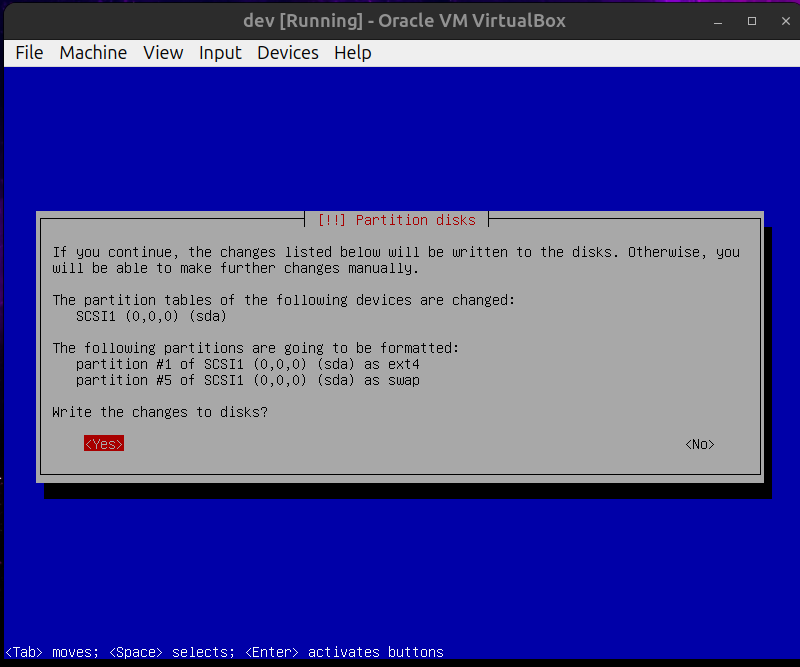 dev [Running] - Oracle VM VirtualBox
File Machine View Input Devices Help
[!!] Partition disks
If you continue, the changes listed below will be written to the disks. Otherwise, you
will be able to make further changes manually.
The partition tables of the following devices are changed:
SCSI1 (0,0,0) (sda)
The following partitions are going to be formatted:
partition #1 of SCSI1 (0,0,0) (sda) as ext4
partition #5 of SCSI1 (0,0,0) (sda) as swap
Write the changes to disks?
<Yes> <No>
<Tab> moves; <Space> selects; <Enter> activates buttons